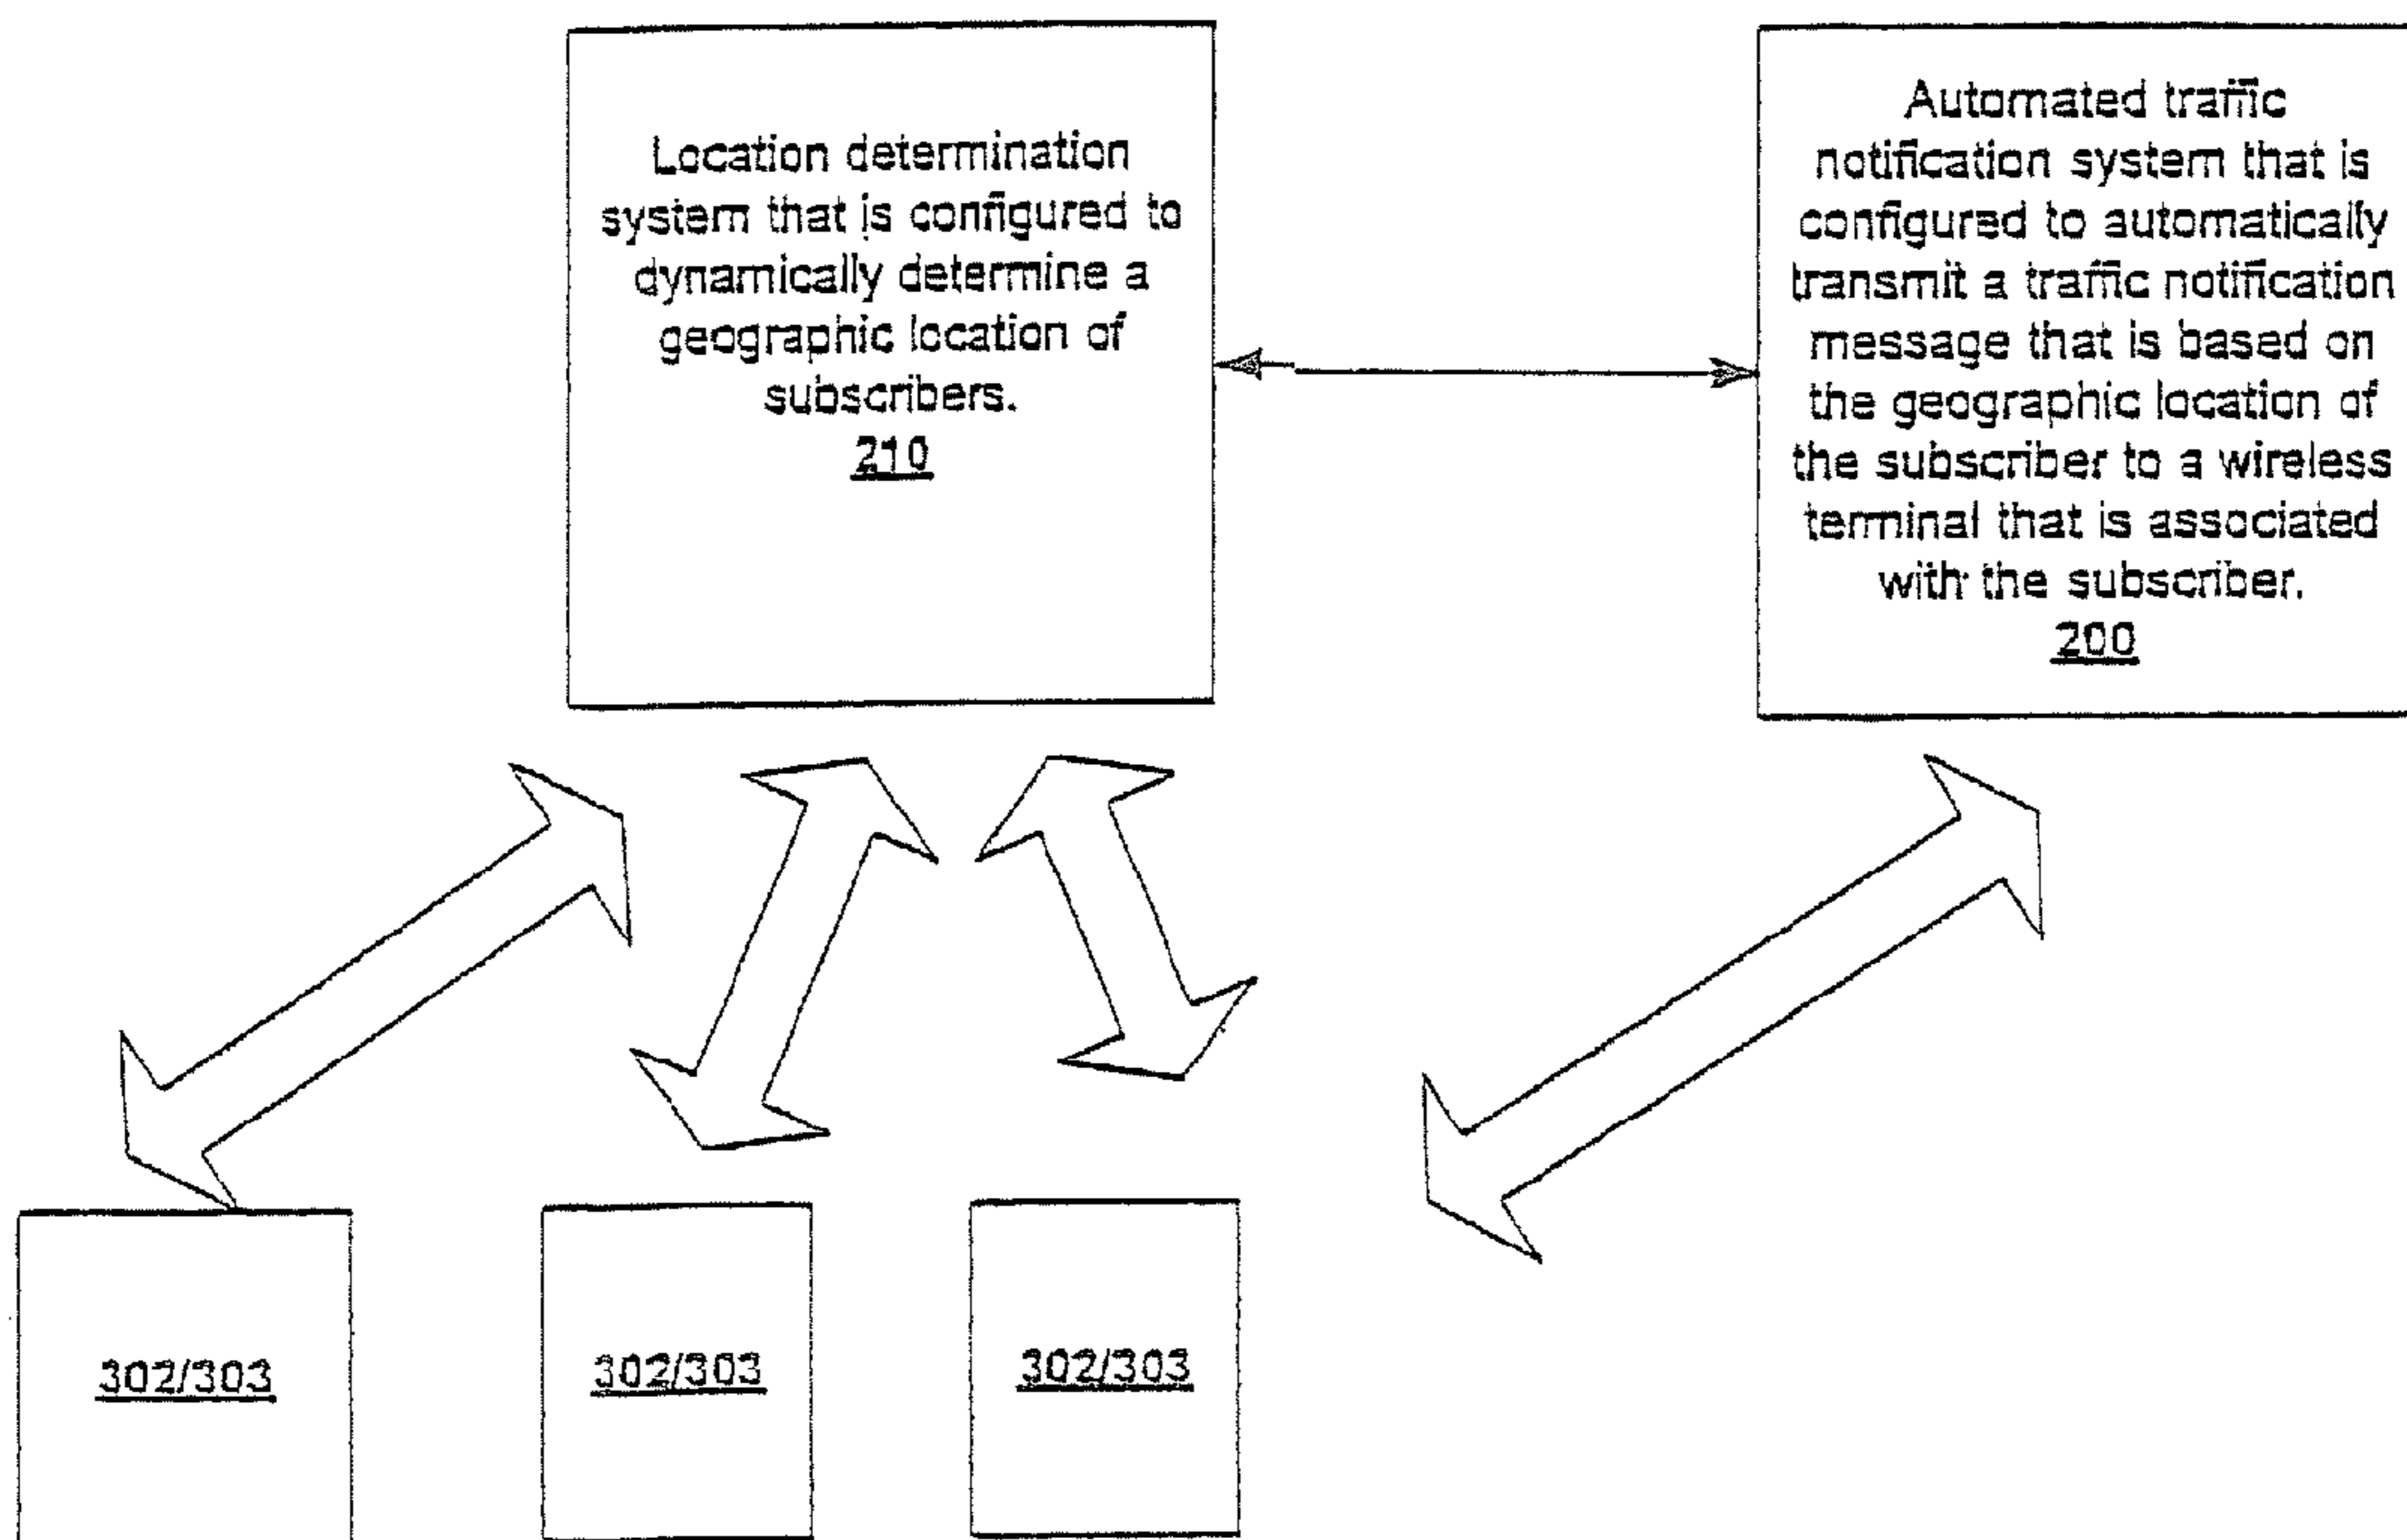 Location determination
system that is configured to
dynamically determine a
geographic location of
subscribers.
210
Automated traffic
notification system that is
configured to automatically
transmit a traffic notification
message that is based on
the geographic location of
the subscriber to a wireless
terminal that is associated
with the subscriber.
200
302/303
302/303
302/303